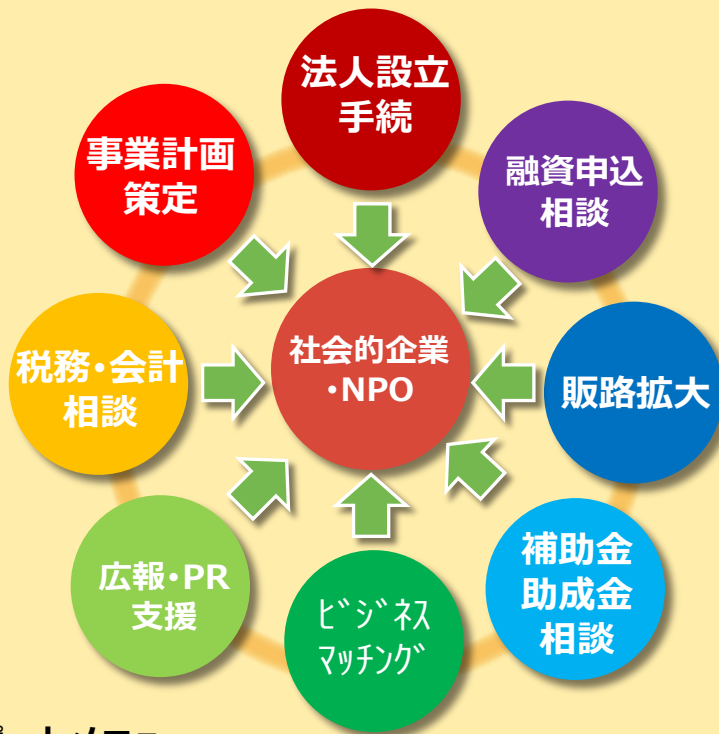 法人設立
手続
融資申込
相談
販路拡大
補助金
助成金
相談
ﾋﾞｼﾞﾈｽ
ﾏｯﾁﾝｸﾞ
広報・PR
支援
税務・会計
相談
事業計画
策定
社会的企業
・NPO